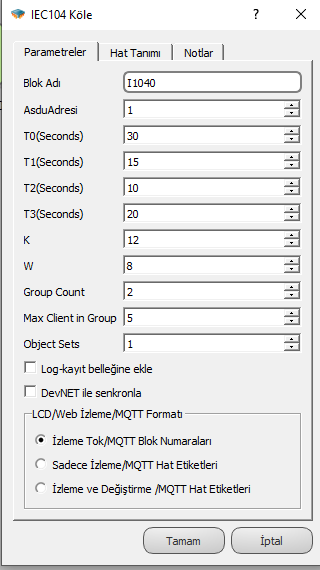 IEC104 Köle
Parametreler Hat Tanımı Notlar
Blok Adı I1040
AsduAdresi 1
T0(Seconds) 30
T1(Seconds) 15
T2(Seconds) 10
T3(Seconds) 20
K 12
W 8
Group Count 2
Max Client in Group 5
Object Sets 1
Log-kayıt belleğine ekle
DevNET ile senkronla
LCD/Web İzleme/MQTT Formatı
İzleme Tok/MQTT Blok Numaraları
Sadece İzleme/MQTT Hat Etiketleri
İzleme ve Değiştirme /MQTT Hat Etiketleri
Tamam İptal